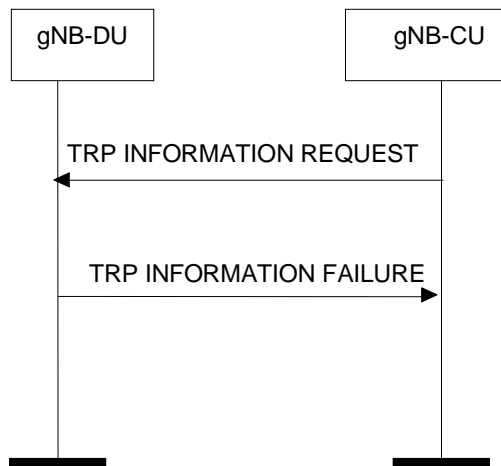 gNB-DU
gNB-CU
TRP INFORMATION REQUEST
TRP INFORMATION FAILURE